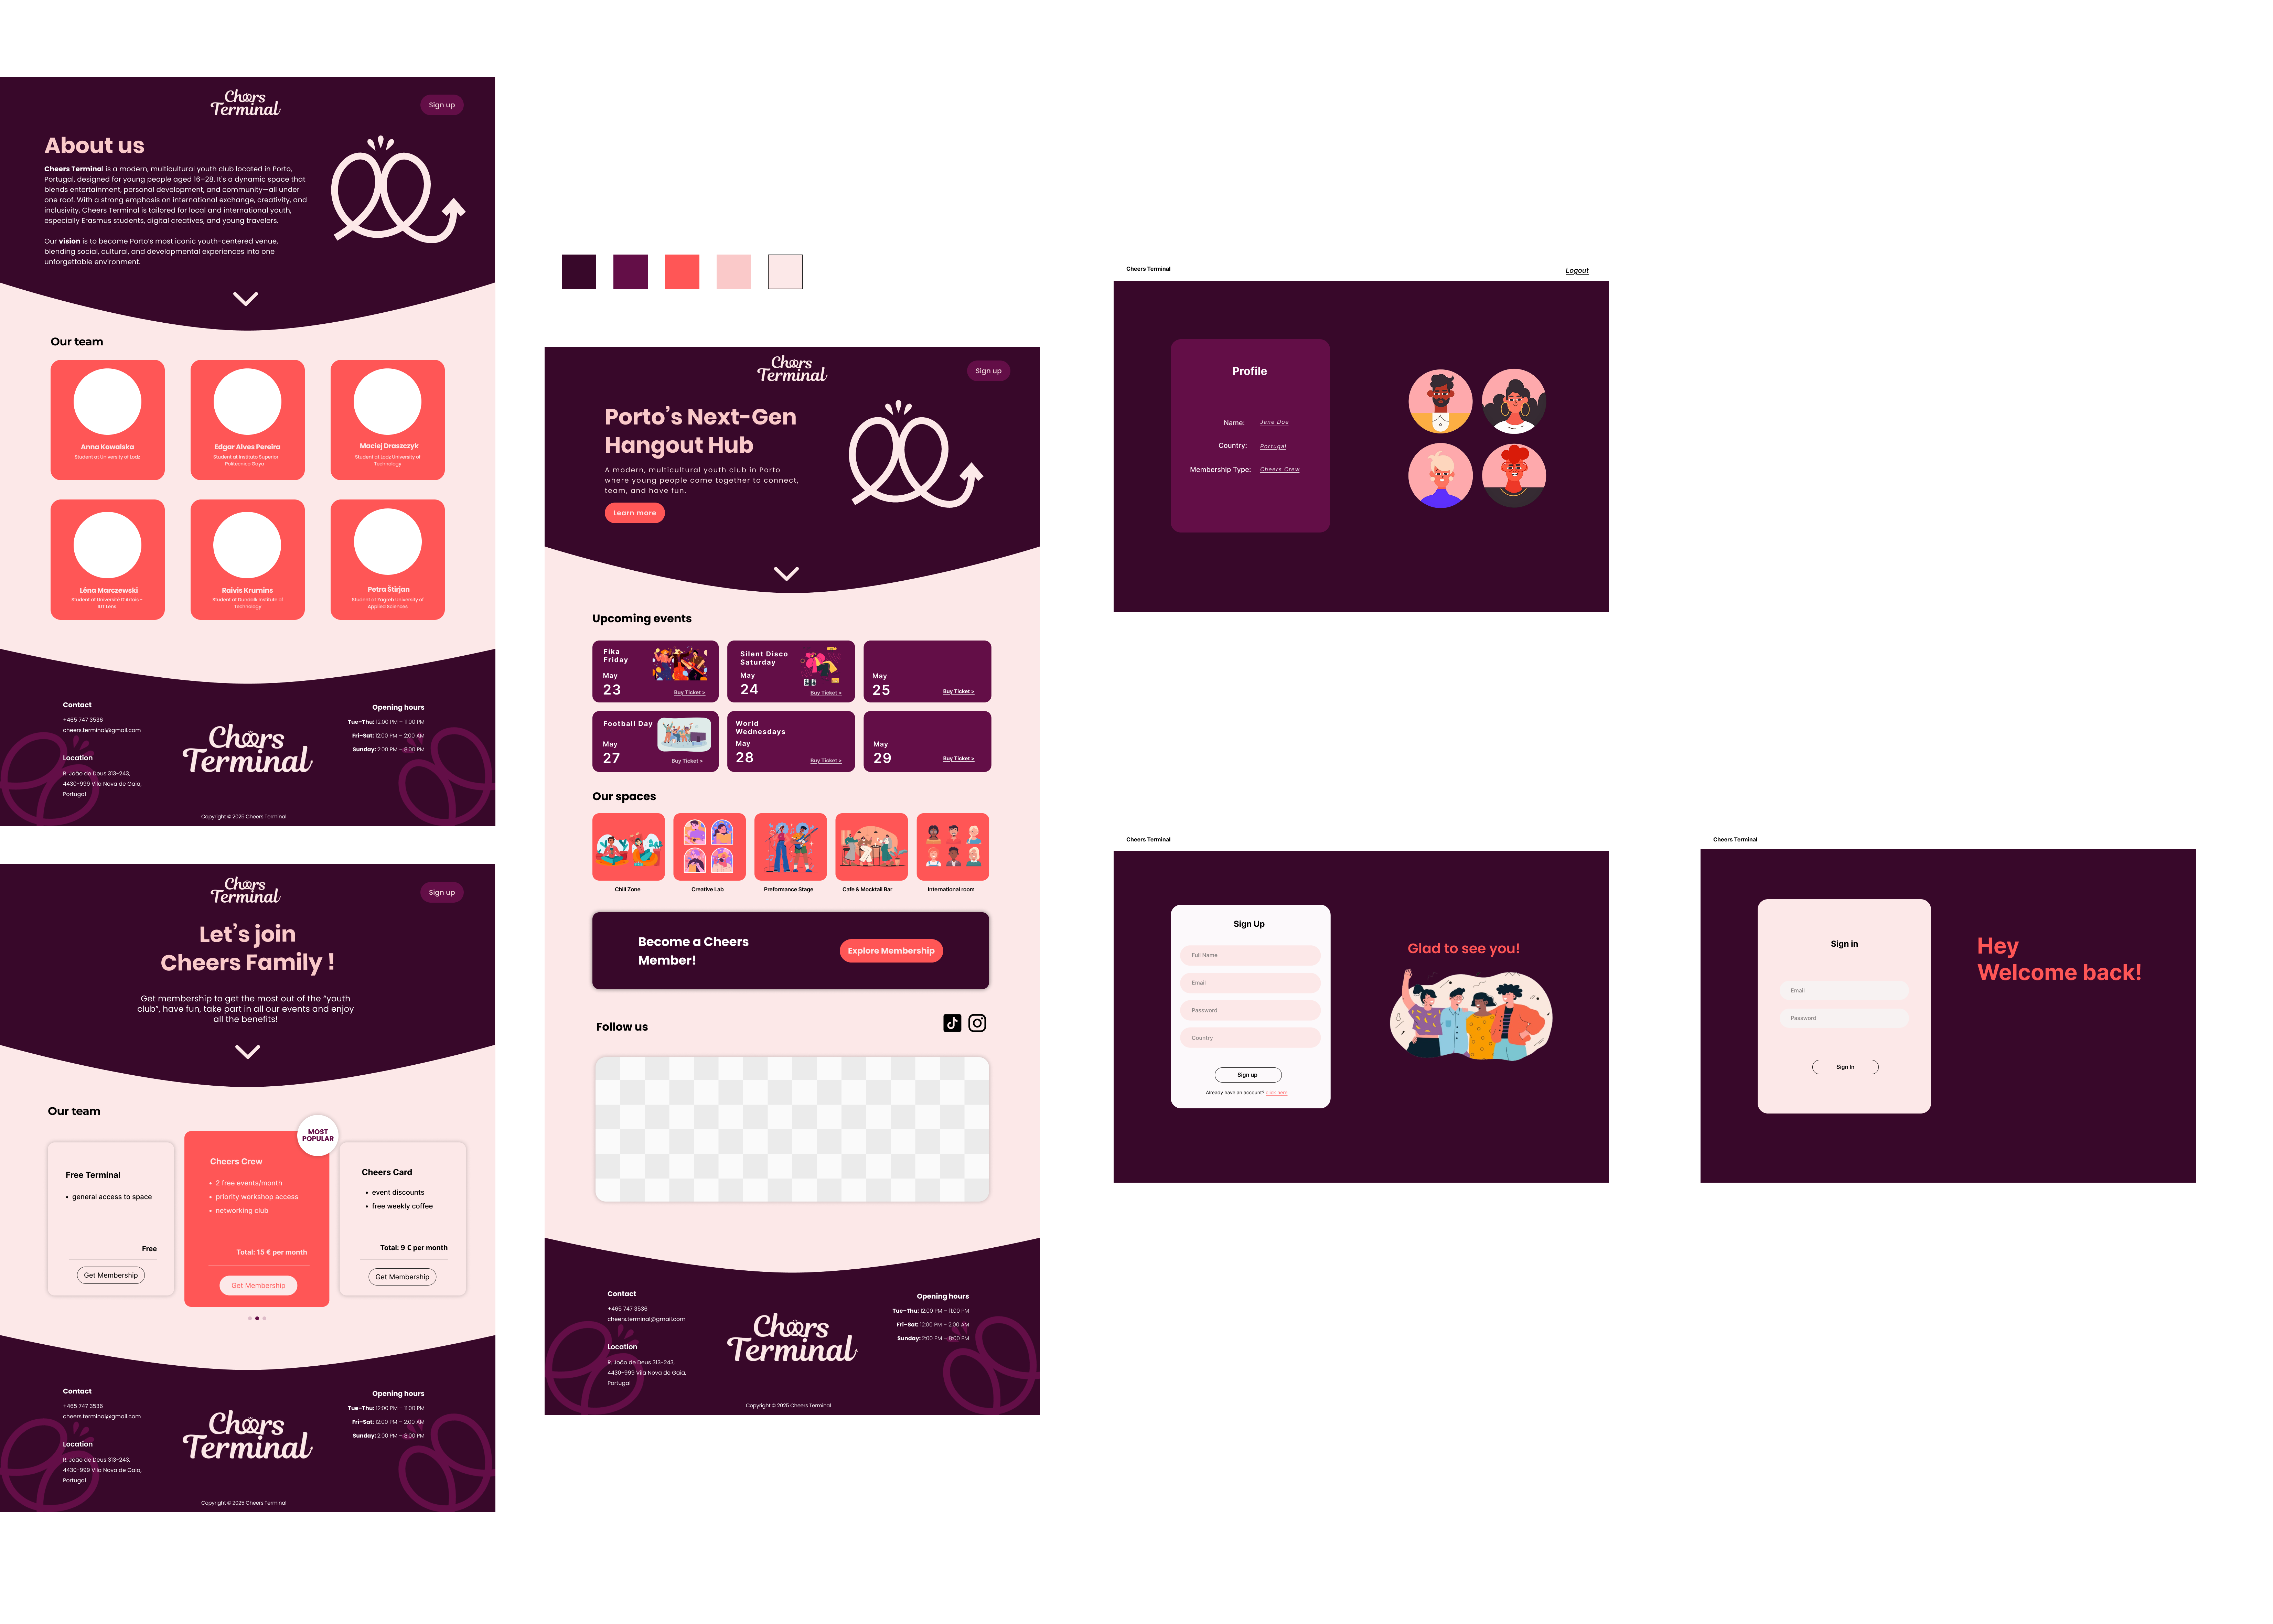 Cheers
Terminal
Sign up
About us
Cheers Terminal is a modern, multicultural youth club located in Porto,
Portugal, designed for young people aged 16–28. It's a dynamic space that
blends entertainment, personal development, and community—all under
one roof. With a strong emphasis on international exchange, creativity, and
inclusivity, Cheers Terminal is tailored for local and international youth,
especially Erasmus students, digital creatives, and young travelers.
Our vision is to become Porto's most iconic youth-centered venue,
blending social, cultural, and developmental experiences into one
unforgettable environment.
Our team
Anna Kowalska
Student at University of Lodz
Edgar Alves Pereira
Student at Instituto Superior
Politécnico Gaya
Maciej Draszczyk
Student at Lodz University of
Technology
Léna Marczewski
Student at Université D'Artois -
IUT Lens
Raivis Krumins
Student at Dundalk Institute of
Technology
Petra Štirjan
Student at Zagreb University of
Applied Sciences
Contact
+465 747 3536
cheers.terminal@gmail.com
Location
R. João de Deus 313-243,
4430-999 Vila Nova de Gaia,
Portugal
Cheers
Terminal
Opening hours
Tue–Thu: 12:00 PM – 11:00 PM
Fri–Sat: 12:00 PM – 2:00 AM
Sunday: 2:00 PM – 8:00 PM
Copyright © 2025 Cheers Terminal
Cheers
Terminal
Sign up
Let's join
Cheers Family !
Get membership to get the most out of the "youth
club", have fun, take part in all our events and enjoy
all the benefits!
Our team
Free Terminal
• general access to space
Free
Get Membership
MOST
POPULAR
Cheers Crew
• 2 free events/month
• priority workshop access
• networking club
Total: 15 € per month
Get Membership
Cheers Card
• event discounts
• free weekly coffee
Total: 9 € per month
Get Membership
Contact
+465 747 3536
cheers.terminal@gmail.com
Location
R. João de Deus 313-243,
4430-999 Vila Nova de Gaia,
Portugal
Cheers
Terminal
Opening hours
Tue–Thu: 12:00 PM – 11:00 PM
Fri–Sat: 12:00 PM – 2:00 AM
Sunday: 2:00 PM – 8:00 PM
Copyright © 2025 Cheers Terminal
Cheers
Terminal
Sign up
Porto's Next-Gen
Hangout Hub
A modern, multicultural youth club in Porto
where young people come together to connect,
team, and have fun.
Learn more
Upcoming events
Fika
Friday
May
23
Buy Ticket >
Silent Disco
Saturday
May
24
Buy Ticket >
May
25
Buy Ticket >
Football Day
May
27
Buy Ticket >
World
Wednesdays
May
28
Buy Ticket >
May
29
Buy Ticket >
Our spaces
Chill Zone
Creative Lab
Preformance Stage
Cafe & Mocktail Bar
International room
Become a Cheers
Member!
Explore Membership
Follow us
Contact
+465 747 3536
cheers.terminal@gmail.com
Location
R. João de Deus 313-243,
4430-999 Vila Nova de Gaia,
Portugal
Cheers
Terminal
Opening hours
Tue–Thu: 12:00 PM – 11:00 PM
Fri–Sat: 12:00 PM – 2:00 AM
Sunday: 2:00 PM – 8:00 PM
Copyright © 2025 Cheers Terminal
Cheers Terminal
Logout
Profile
Name: Jane Doe
Country: Portugal
Membership Type: Cheers Crew
Cheers Terminal
Sign Up
Full Name
Email
Password
Country
Sign up
Already have an account? click here
Glad to see you!
Cheers Terminal
Sign in
Email
Password
Sign In
Hey
Welcome back!